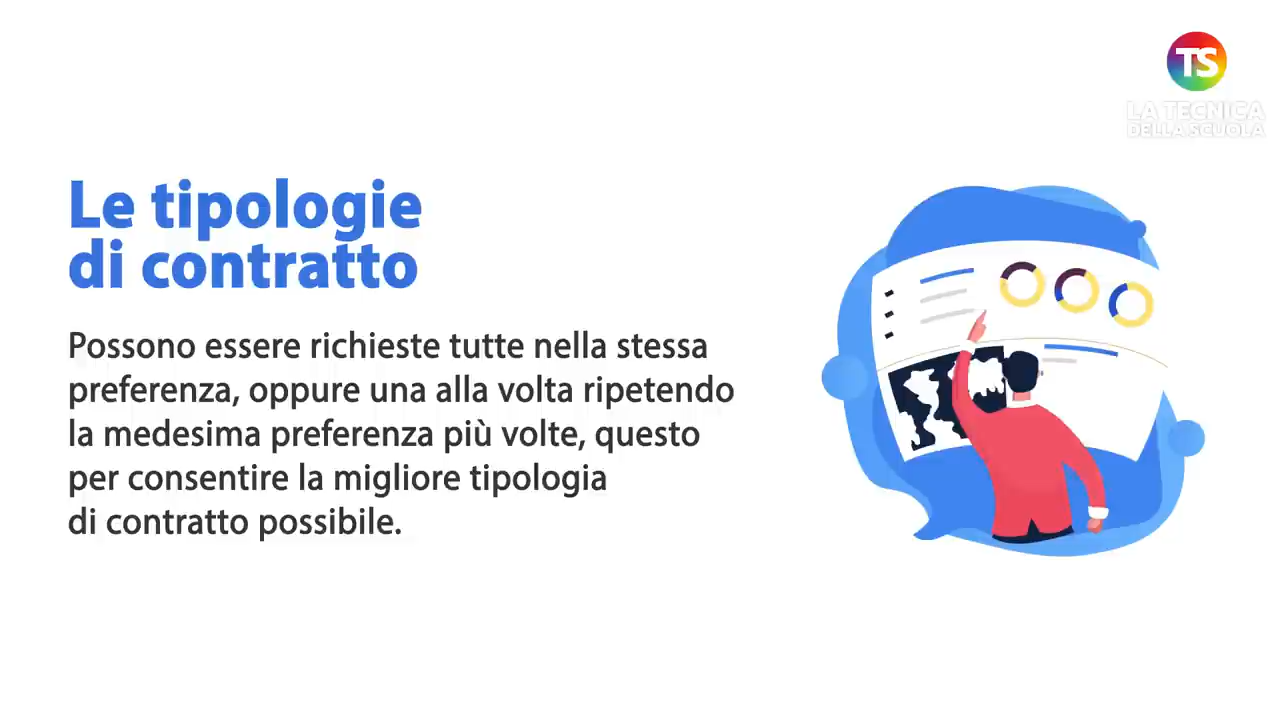 TS
LA TECNICA
DELLA SCUOLA
Le tipologie
di contratto
Possono essere richieste tutte nella stessa
preferenza, oppure una alla volta ripetendo
la medesima preferenza più volte, questo
per consentire la migliore tipologia
di contratto possibile.